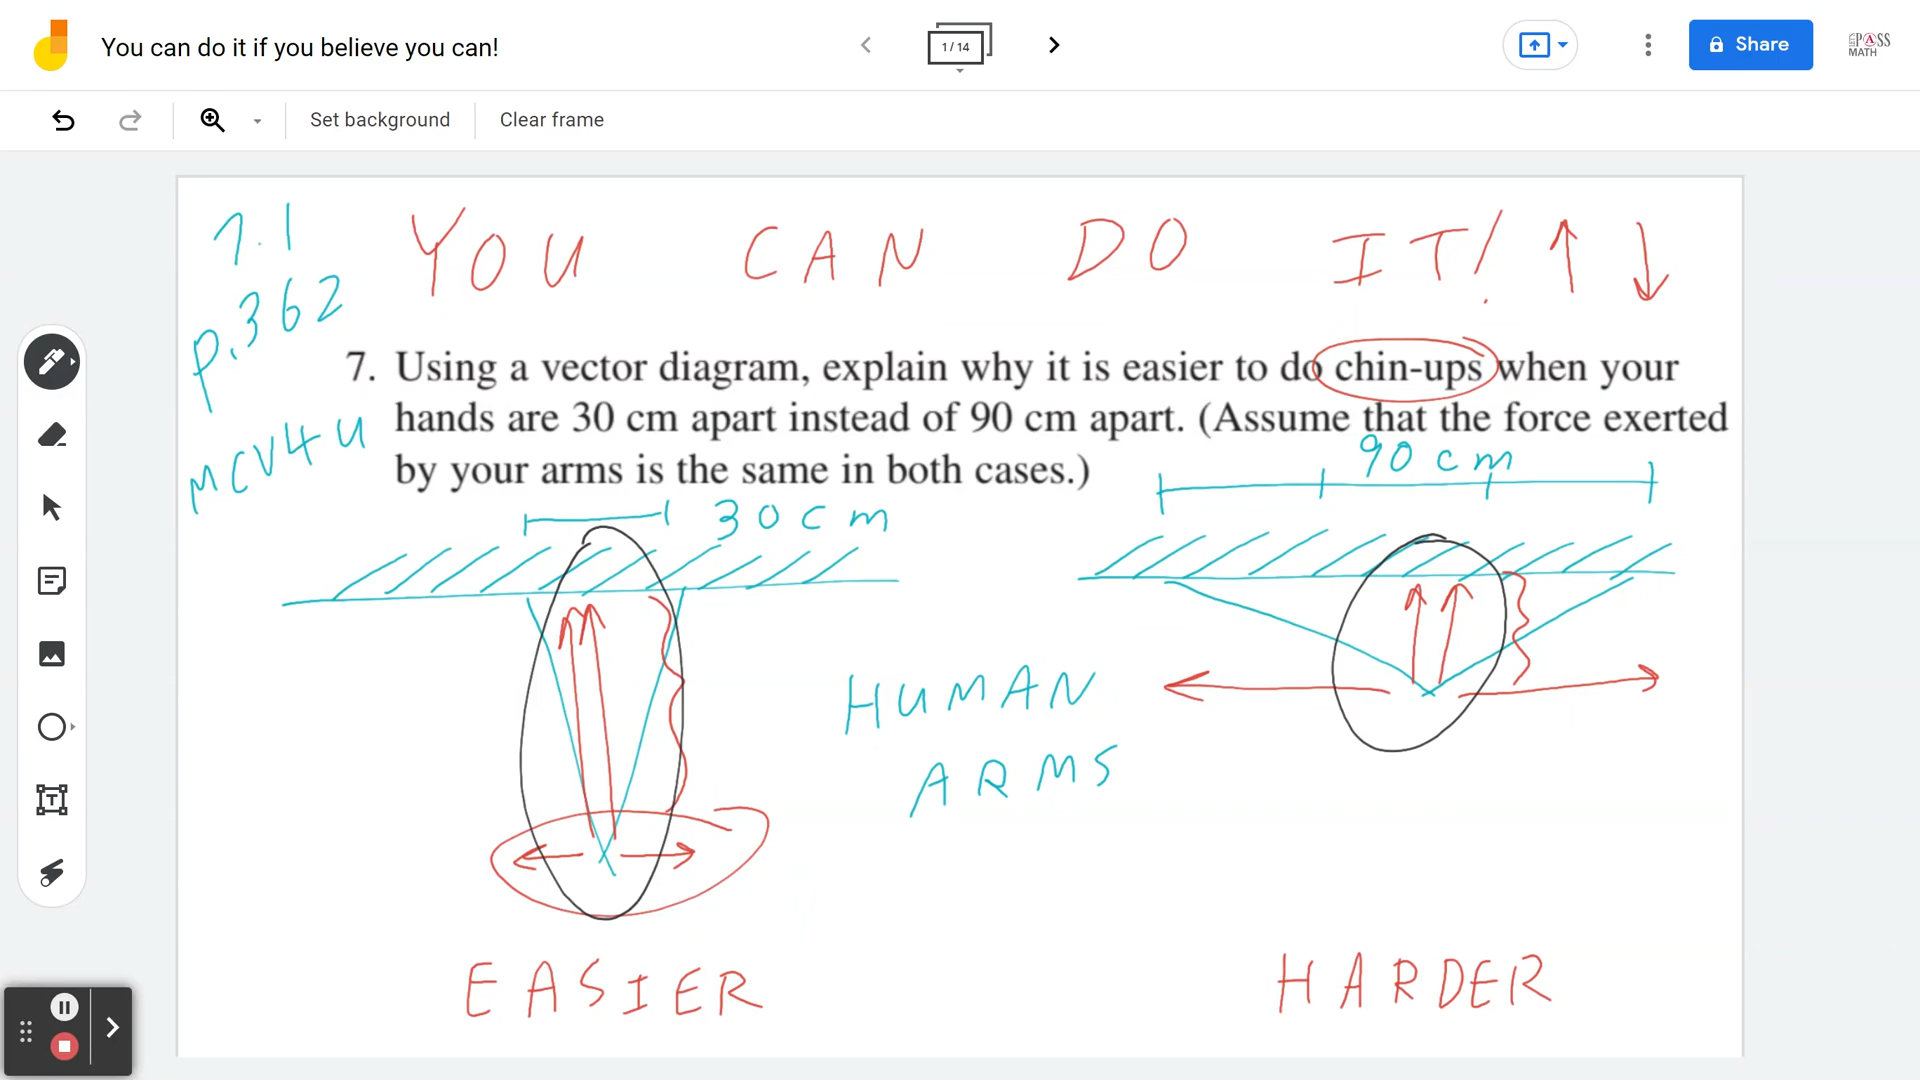 You can do it if you believe you can!
1 / 14
Share
LET'S PASS MATH
Set background
Clear frame
7.1
p.362
MCV4U
YOU CAN DO IT! ↑ ↓
7. Using a vector diagram, explain why it is easier to do chin-ups when your
hands are 30 cm apart instead of 90 cm apart. (Assume that the force exerted
by your arms is the same in both cases.)
90 cm
30 cm
HUMAN
ARMS
EASIER
HARDER